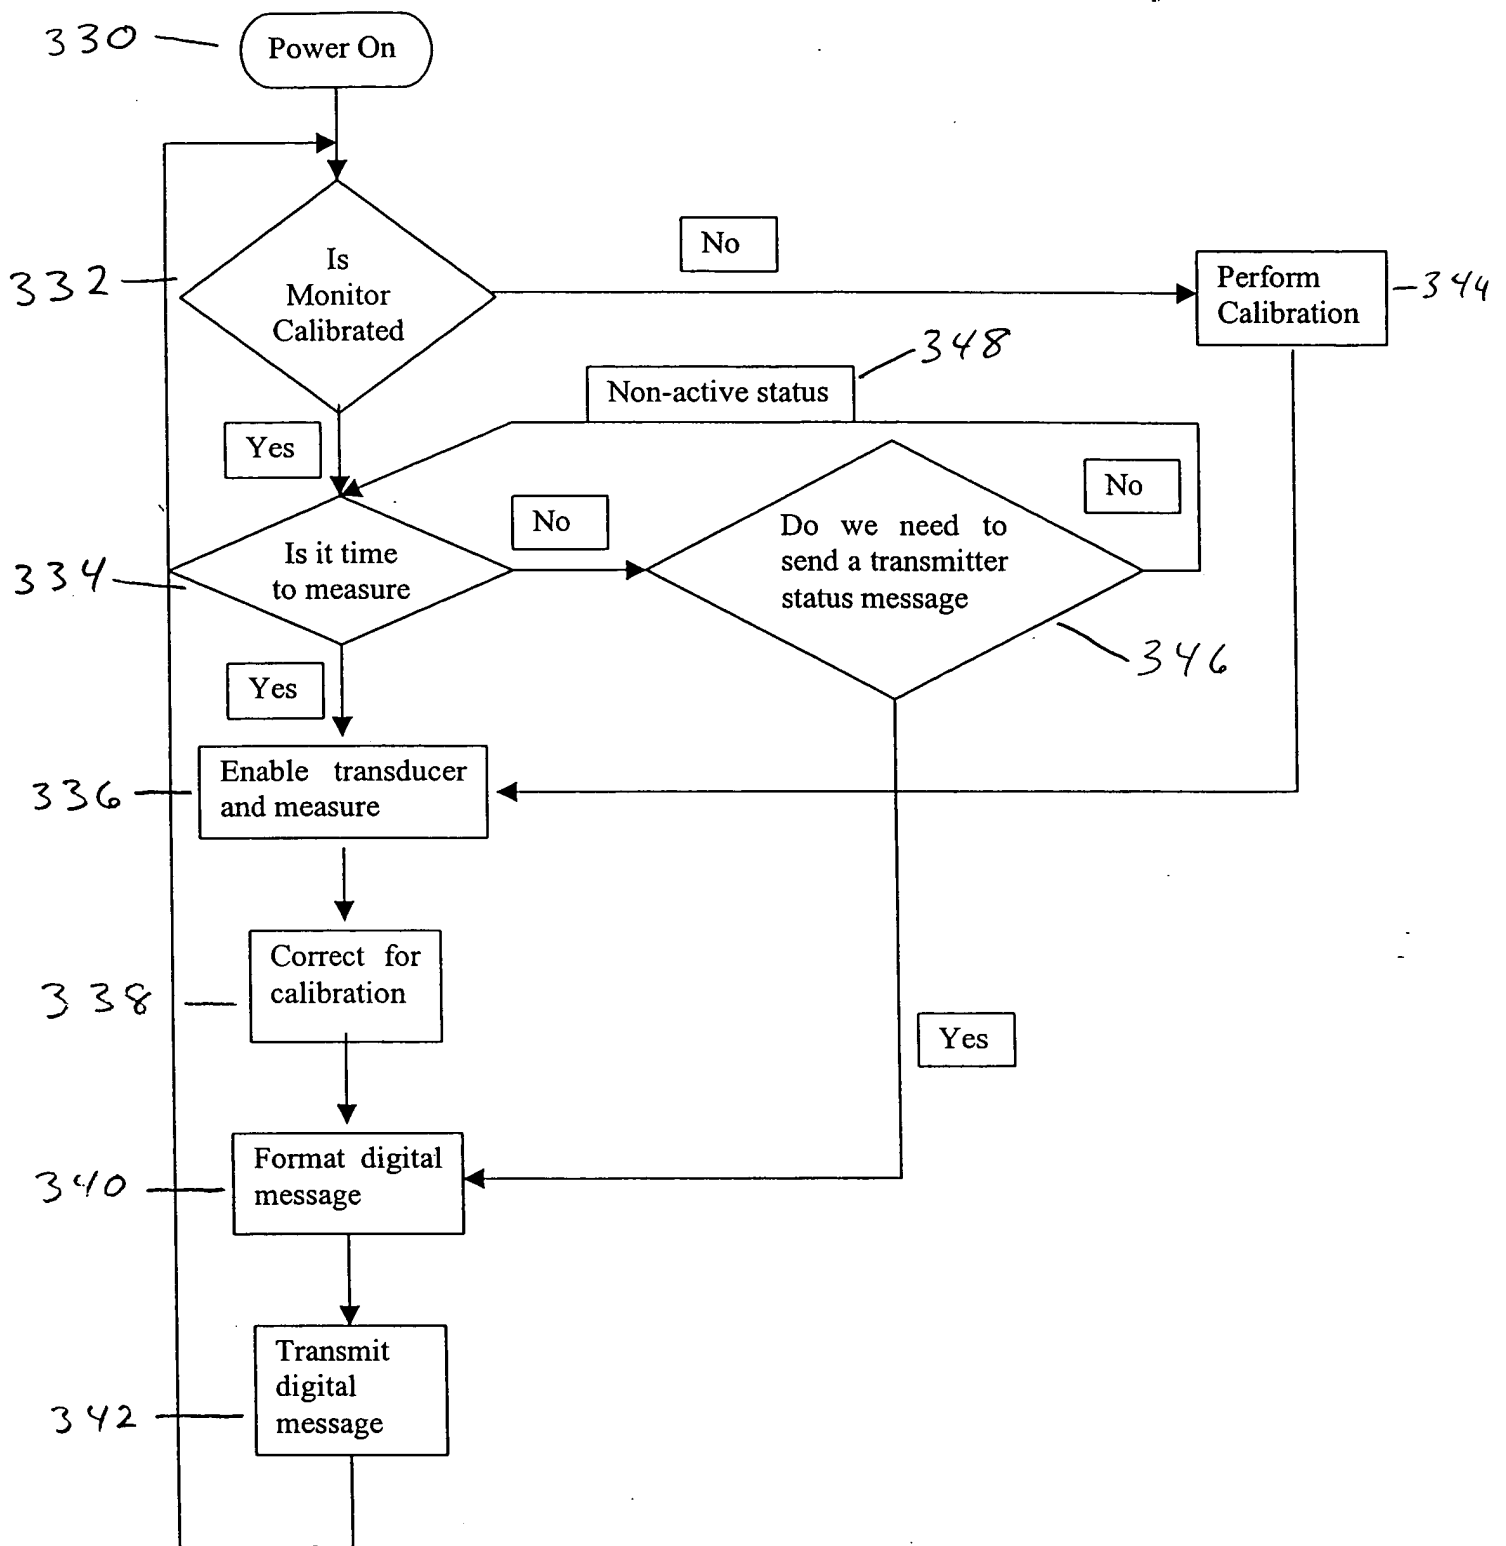 330
Power On
332
Is
Monitor
Calibrated
No
Perform
Calibration
344
348
Non-active status
Yes
334
Is it time
to measure
No
Do we need to
send a transmitter
status message
No
346
Yes
336
Enable transducer
and measure
338
Correct for
calibration
Yes
340
Format digital
message
342
Transmit
digital
message